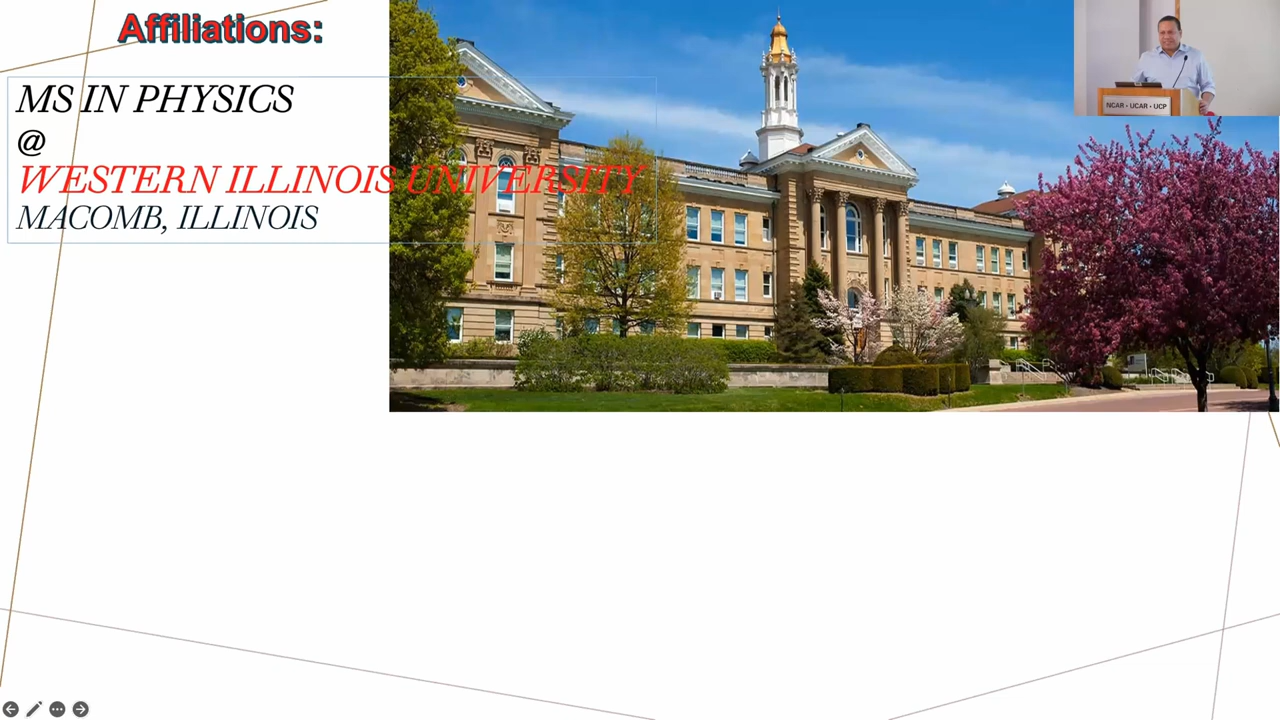 Affiliations:
MS IN PHYSICS
@
WESTERN ILLINOIS UNIVERSITY
MACOMB, ILLINOIS
NCAR • UCAR • UCP